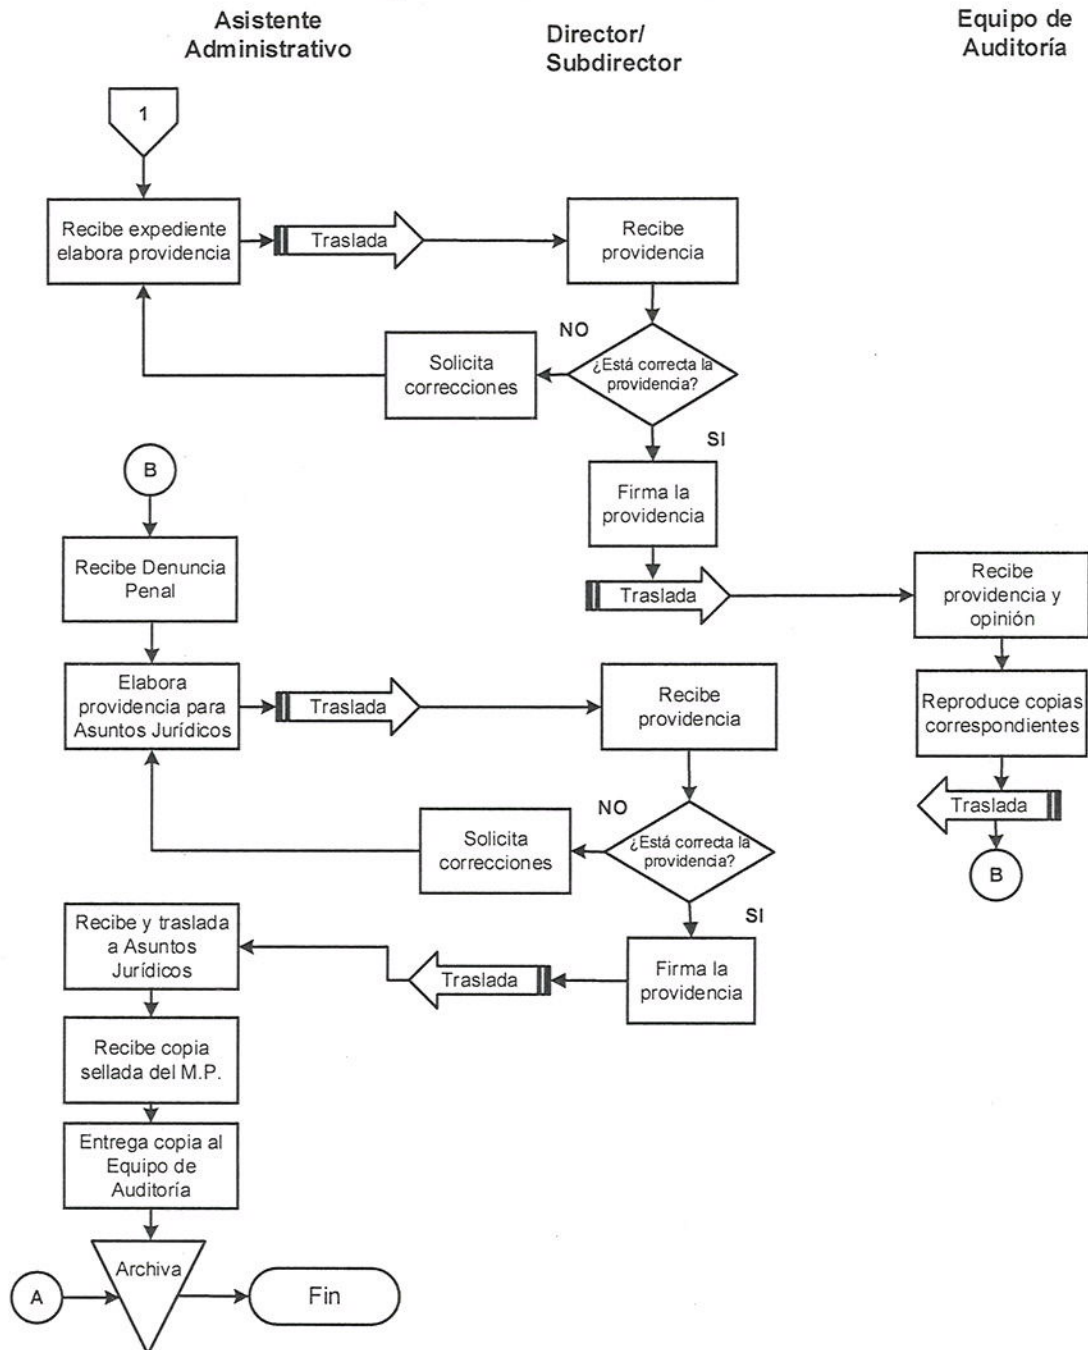 Asistente
Administrativo
Director/
Subdirector
Equipo de
Auditoría
1
Recibe expediente
elabora providencia
Traslada
Recibe
providencia
NO
¿Está correcta la
providencia?
Solicita
correcciones
SI
Firma la
providencia
Traslada
Recibe
providencia y
opinión
Reproduce copias
correspondientes
Traslada
B
B
Recibe Denuncia
Penal
Elabora
providencia para
Asuntos Jurídicos
Traslada
Recibe
providencia
NO
¿Está correcta la
providencia?
Solicita
correcciones
SI
Firma la
providencia
Traslada
Recibe y traslada
a Asuntos
Jurídicos
Recibe copia
sellada del M.P.
Entrega copia al
Equipo de
Auditoría
Archiva
A
Fin